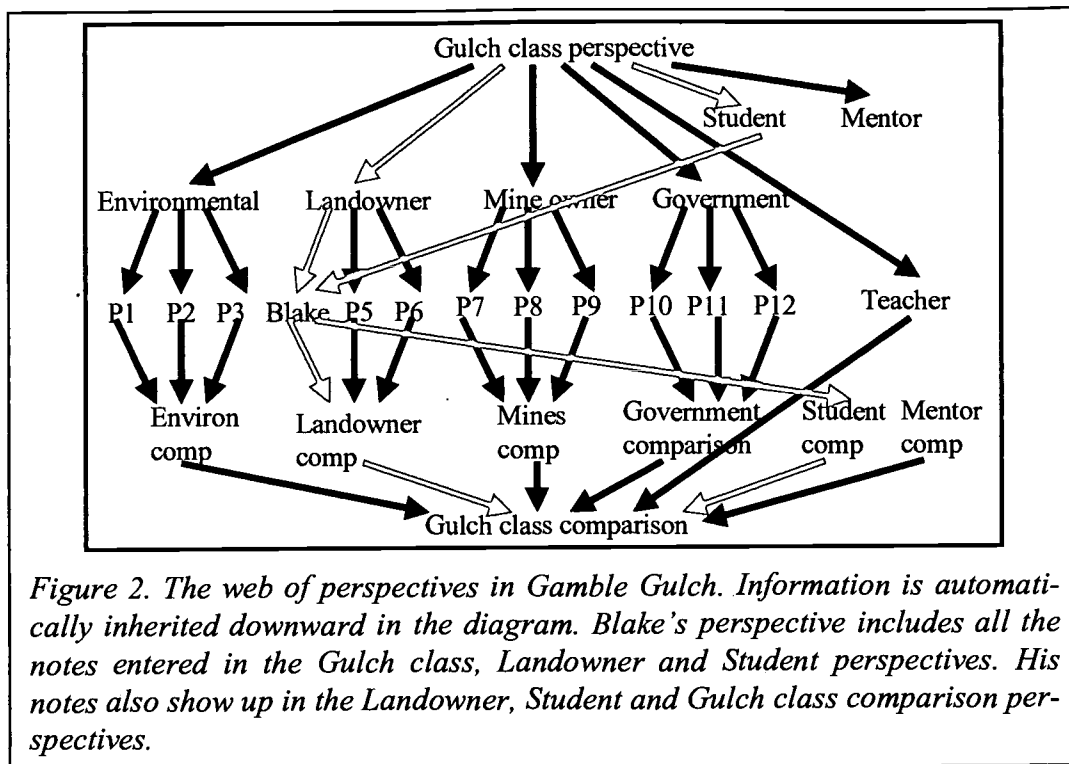 Gulch class perspective
Student Mentor
Environmental Landowner Mine owner Government
P1 P2 P3 Blake P5 P6 P7 P8 P9 P10 P11 P12 Teacher
Environ comp
Landowner comp
Mines comp
Government comparison
Student comp
Mentor comp
Gulch class comparison
Figure 2. The web of perspectives in Gamble Gulch. Information is automati-
cally inherited downward in the diagram. Blake's perspective includes all the
notes entered in the Gulch class, Landowner and Student perspectives. His
notes also show up in the Landowner, Student and Gulch class comparison per-
spectives.